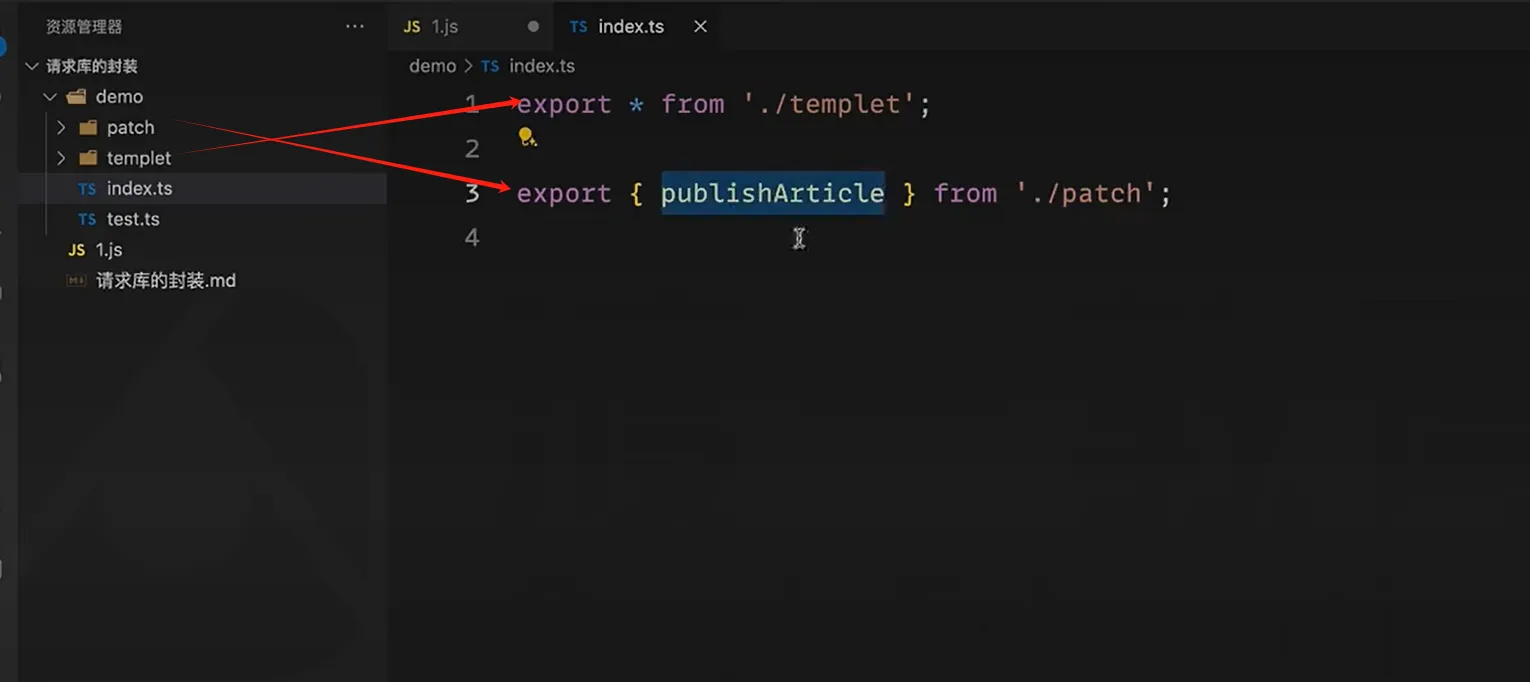 资源管理器 ···
请求库的封装
demo
patch
templet
TS index.ts
TS test.ts
JS 1.js
M↓ 请求库的封装.md
JS 1.js
TS index.ts
demo > TS index.ts
1 export * from './templet';
2
3 export { publishArticle } from './patch';
4